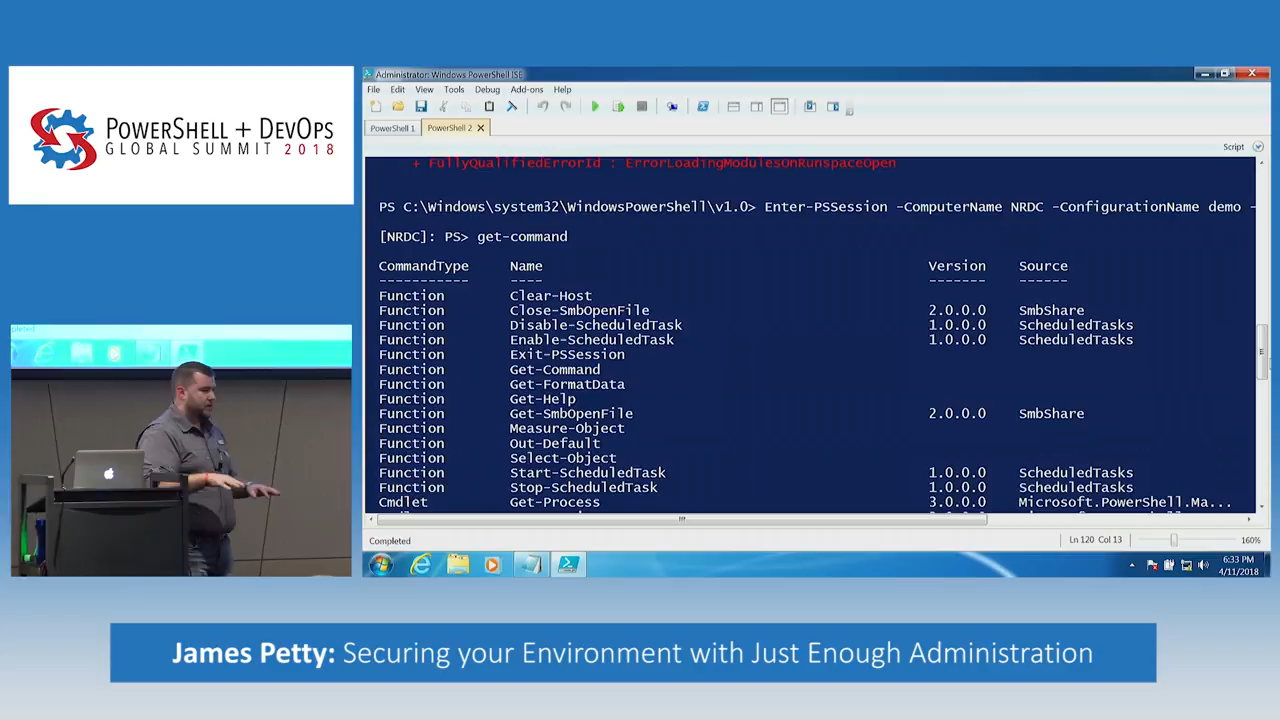 POWERSHELL + DEVOPS
GLOBAL SUMMIT 2018
Administrator: Windows PowerShell ISE
File Edit View Tools Debug Add-ons Help
PowerShell 1 PowerShell 2
Script
+ FullyQualifiedErrorId : ErrorLoadingModulesOnRunspaceOpen
PS C:\Windows\system32\WindowsPowerShell\v1.0> Enter-PSSession -ComputerName NRDC -ConfigurationName demo -
[NRDC]: PS> get-command
CommandType Name Version Source
----------- ---- ------- ------
Function Clear-Host
Function Close-SmbOpenFile 2.0.0.0 SmbShare
Function Disable-ScheduledTask 1.0.0.0 ScheduledTasks
Function Enable-ScheduledTask 1.0.0.0 ScheduledTasks
Function Exit-PSSession
Function Get-Command
Function Get-FormatData
Function Get-Help
Function Get-SmbOpenFile 2.0.0.0 SmbShare
Function Measure-Object
Function Out-Default
Function Select-Object
Function Start-ScheduledTask 1.0.0.0 ScheduledTasks
Function Stop-ScheduledTask 1.0.0.0 ScheduledTasks
Cmdlet Get-Process 3.0.0.0 Microsoft.PowerShell.Ma...
Completed Ln 120 Col 13 160%
6:33 PM
4/11/2018
James Petty: Securing your Environment with Just Enough Administration